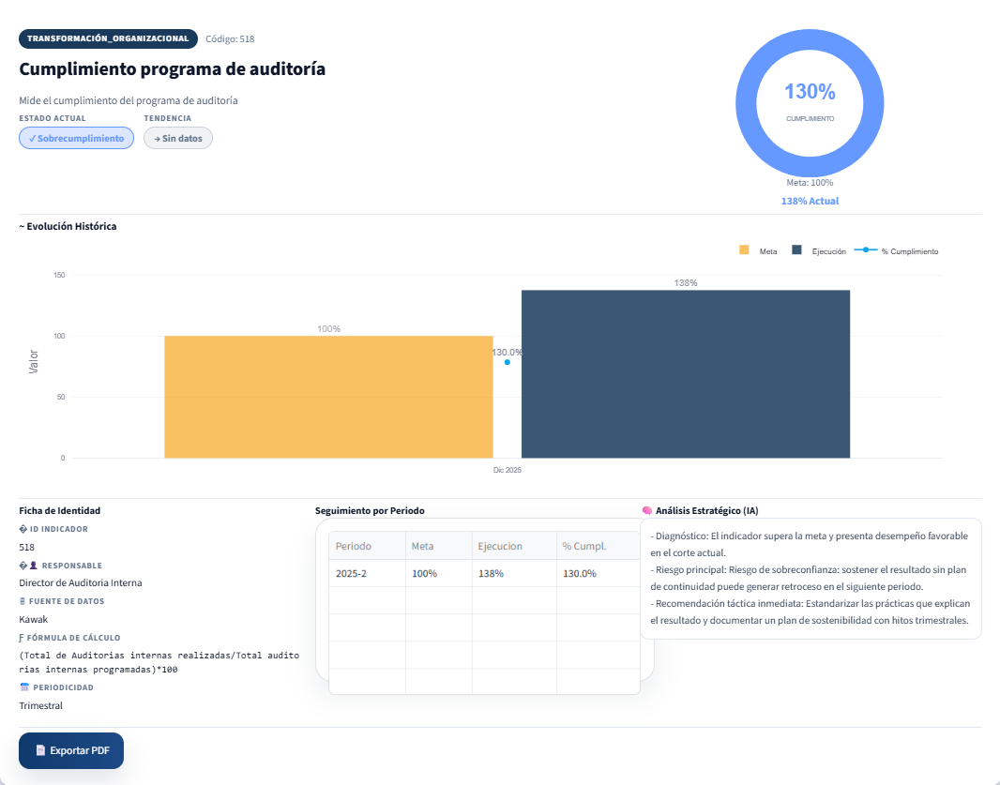 TRANSFORMACIÓN_ORGANIZACIONAL Código: 518
Cumplimiento programa de auditoría
Mide el cumplimiento del programa de auditoría
ESTADO ACTUAL TENDENCIA
✓ Sobrecumplimiento → Sin datos
130%
CUMPLIMIENTO
Meta: 100%
138% Actual
~ Evolución Histórica
Meta Ejecución % Cumplimiento
150
100
50
0
Valor
100%
130.0%
138%
Dic 2025
Ficha de Identidad
� ID INDICADOR
518
� 👤 RESPONSABLE
Director de Auditoria Interna
FUENTE DE DATOS
Kawak
Ƒ FÓRMULA DE CÁLCULO
(Total de Auditorias internas realizadas/Total audito
rias internas programadas)*100
PERIODICIDAD
Trimestral
Seguimiento por Periodo
Periodo Meta Ejecucion % Cumpl.
2025-2 100% 138% 130.0%
🧠 Análisis Estratégico (IA)
- Diagnóstico: El indicador supera la meta y presenta desempeño favorable
en el corte actual.
- Riesgo principal: Riesgo de sobreconfianza: sostener el resultado sin plan
de continuidad puede generar retroceso en el siguiente periodo.
- Recomendación táctica inmediata: Estandarizar las prácticas que explican
el resultado y documentar un plan de sostenibilidad con hitos trimestrales.
Exportar PDF